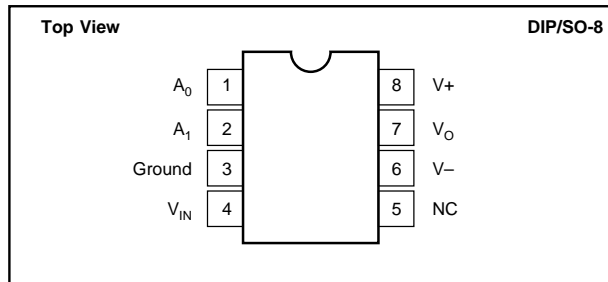 Top View DIP/SO-8
A0 1 8 V+
A1 2 7 VO
Ground 3 6 V–
VIN 4 5 NC